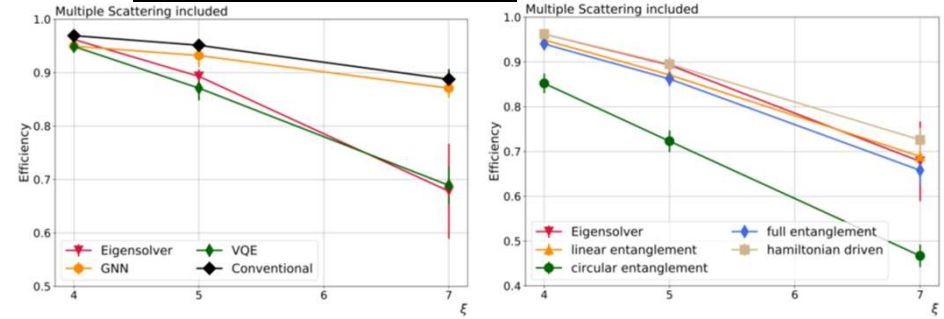 Multiple Scattering included
1.0
0.9
0.8
0.7
0.6
0.5
Efficiency
4
5
6
7
ξ
Eigensolver
VQE
GNN
Conventional
Multiple Scattering included
1.0
0.9
0.8
0.7
0.6
0.5
0.4
Efficiency
4
5
6
7
ξ
Eigensolver
full entanglement
linear entanglement
hamiltonian driven
circular entanglement